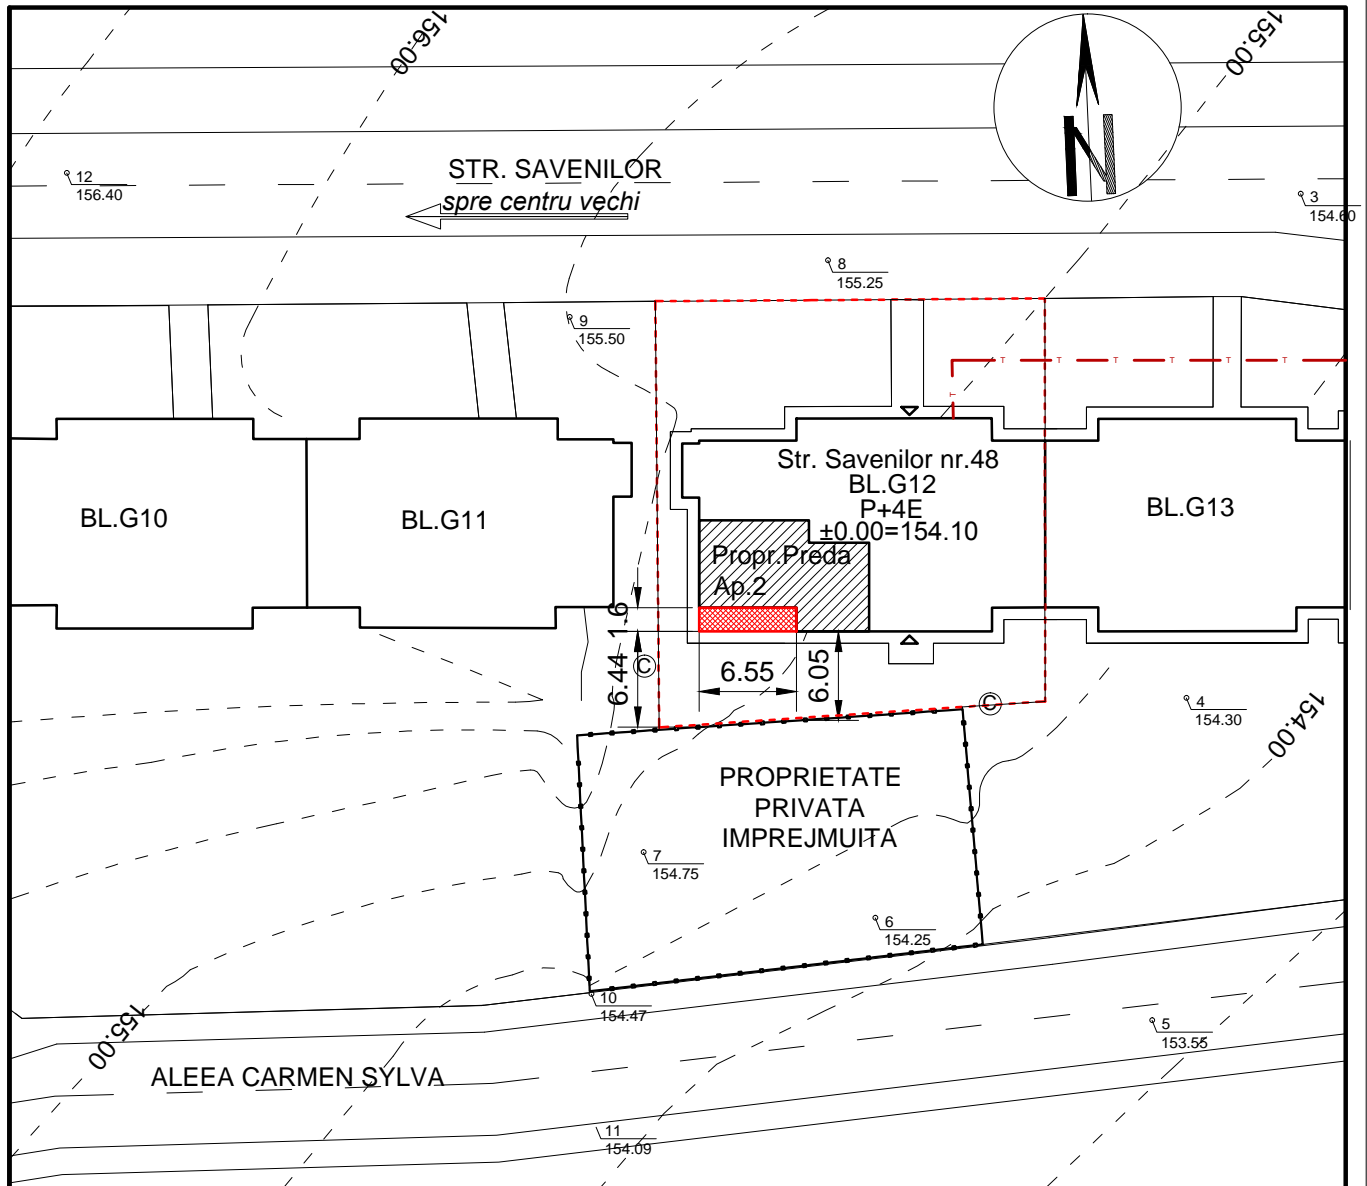 156.00
155.00
N
STR. SAVENILOR
spre centru vechi
12
156.40
3
154.60
8
155.25
9
155.50
T T T T T
T
Str. Savenilor nr.48
BL.G12
P+4E
±0.00=154.10
BL.G10
BL.G11
BL.G13
Propr.Preda
Ap.2
1.6
6.44
C
6.55
6.05
C
4
154.30
154.00
PROPRIETATE
PRIVATA
IMPREJMUITA
7
154.75
6
154.25
10
154.47
5
153.55
155.00
ALEEA CARMEN SYLVA
11
154.09